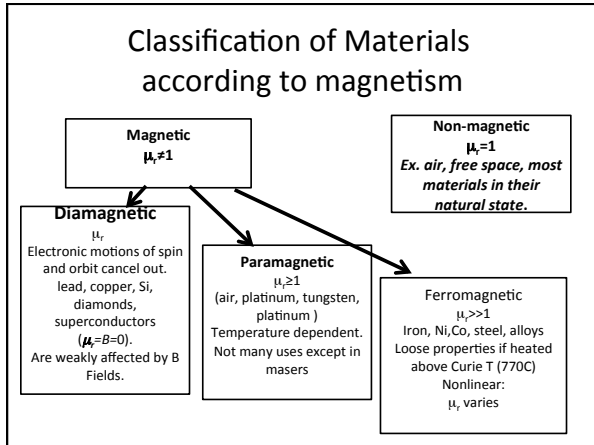 Classification of Materials
according to magnetism
Magnetic
μr≠1
Non-magnetic
μr=1
Ex. air, free space, most
materials in their
natural state.
Diamagnetic
μr
Electronic motions of spin
and orbit cancel out.
lead, copper, Si,
diamonds,
superconductors
(μr=B=0).
Are weakly affected by B
Fields.
Paramagnetic
μr≥1
(air, platinum, tungsten,
platinum )
Temperature dependent.
Not many uses except in
masers
Ferromagnetic
μr>>1
Iron, Ni,Co, steel, alloys
Loose properties if heated
above Curie T (770C)
Nonlinear:
μr varies